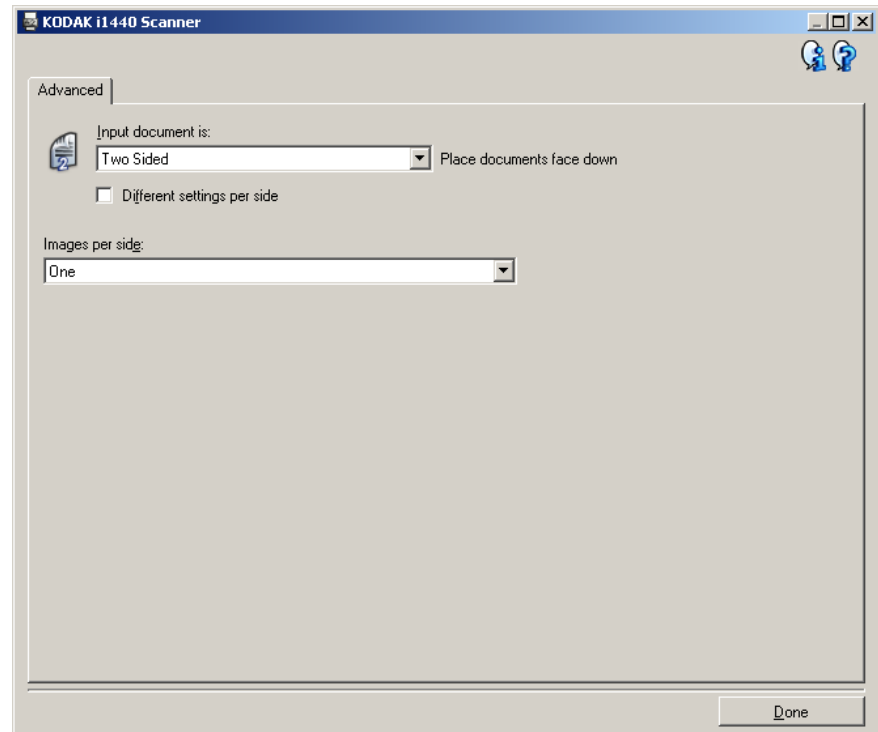 KODAK i1440 Scanner
Advanced
Input document is:
Two Sided Place documents face down
Different settings per side
Images per side:
One
Done